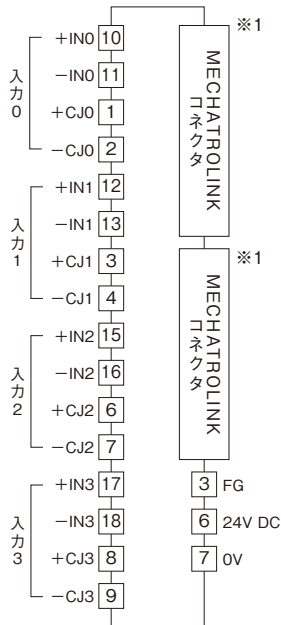 入力0
+IN0 10
−IN0 11
+CJ0 1
−CJ0 2
入力1
+IN1 12
−IN1 13
+CJ1 3
−CJ1 4
入力2
+IN2 15
−IN2 16
+CJ2 6
−CJ2 7
入力3
+IN3 17
−IN3 18
+CJ3 8
−CJ3 9
※1
MECHATROLINK
コネクタ
※1
MECHATROLINK
コネクタ
3 FG
6 24V DC
7 0V